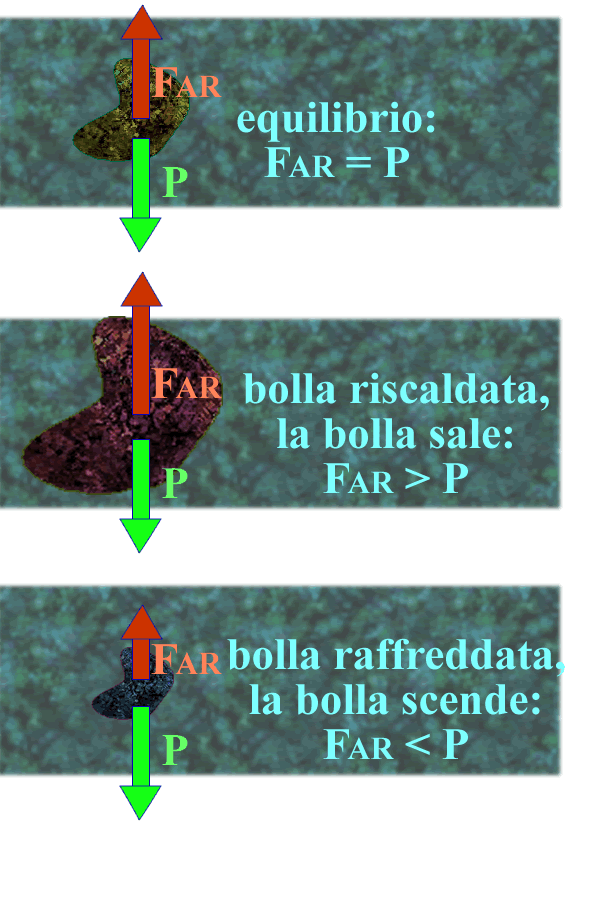 FAR
equilibrio:
FAR = P
P
FAR
bolla riscaldata,
la bolla sale:
FAR > P
P
FAR
bolla raffreddata,
la bolla scende:
FAR < P
P